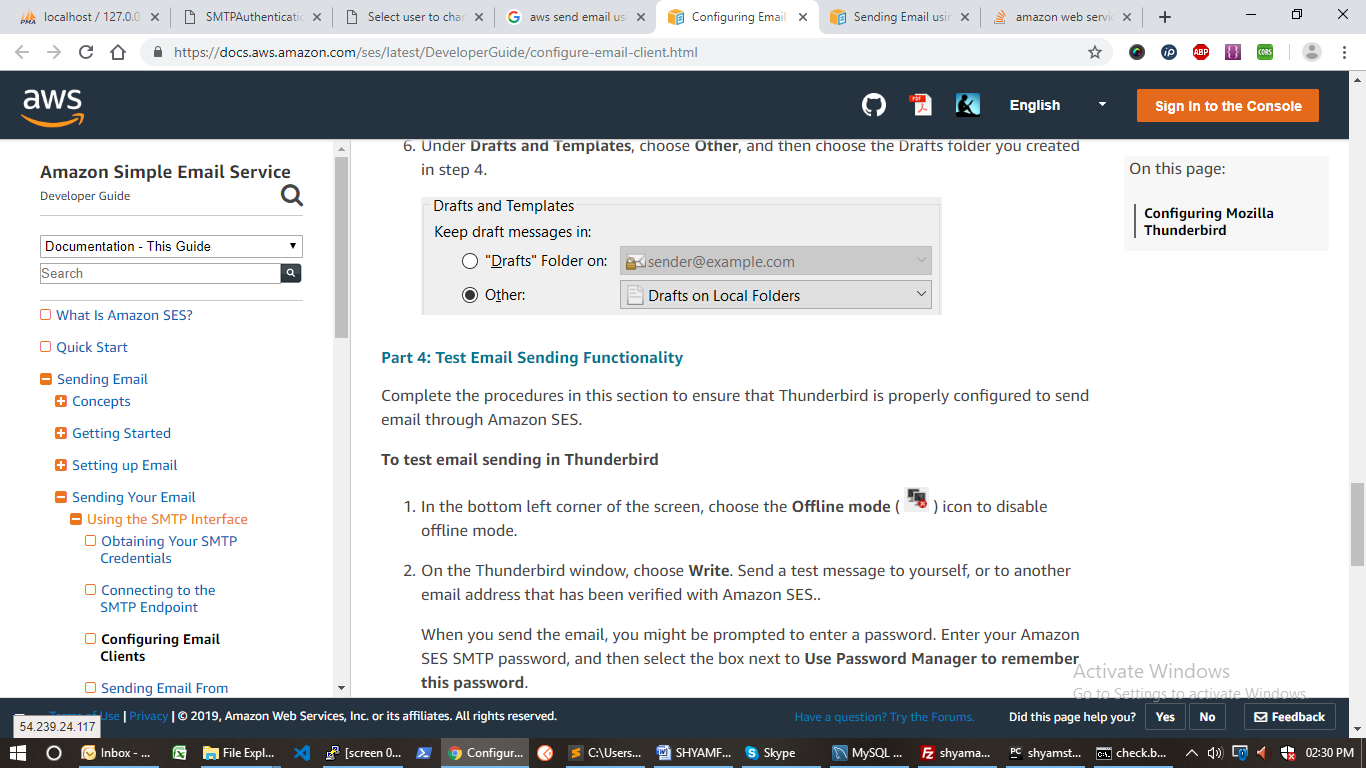 localhost / 127.0.0
SMTPAuthenticatic
Select user to char
aws send email usi
Configuring Email
Sending Email usin
amazon web servic
https://docs.aws.amazon.com/ses/latest/DeveloperGuide/configure-email-client.html
ABP
CORS
aws
PDF
English
Sign In to the Console
Amazon Simple Email Service
Developer Guide
Documentation - This Guide
Search
What Is Amazon SES?
Quick Start
Sending Email
Concepts
Getting Started
Setting up Email
Sending Your Email
Using the SMTP Interface
Obtaining Your SMTP
Credentials
Connecting to the
SMTP Endpoint
Configuring Email
Clients
Sending Email From
6. Under Drafts and Templates, choose Other, and then choose the Drafts folder you created
in step 4.
Drafts and Templates
Keep draft messages in:
"Drafts" Folder on:
sender@example.com
Other:
Drafts on Local Folders
Part 4: Test Email Sending Functionality
Complete the procedures in this section to ensure that Thunderbird is properly configured to send
email through Amazon SES.
To test email sending in Thunderbird
1. In the bottom left corner of the screen, choose the Offline mode ( ) icon to disable
offline mode.
2. On the Thunderbird window, choose Write. Send a test message to yourself, or to another
email address that has been verified with Amazon SES..
When you send the email, you might be prompted to enter a password. Enter your Amazon
SES SMTP password, and then select the box next to Use Password Manager to remember
this password.
On this page:
Configuring Mozilla
Thunderbird
Activate Windows
Go to Settings to activate Windows.
Terms of Use | Privacy | © 2019, Amazon Web Services, Inc. or its affiliates. All rights reserved.
Have a question? Try the Forums.
Did this page help you?
Yes
No
Feedback
54.239.24.117
Inbox - ...
File Expl...
[screen 0...
Configur...
C:\Users...
SHYAMF...
Skype
MySQL ...
shyama...
shyamst...
check.b...
02:30 PM